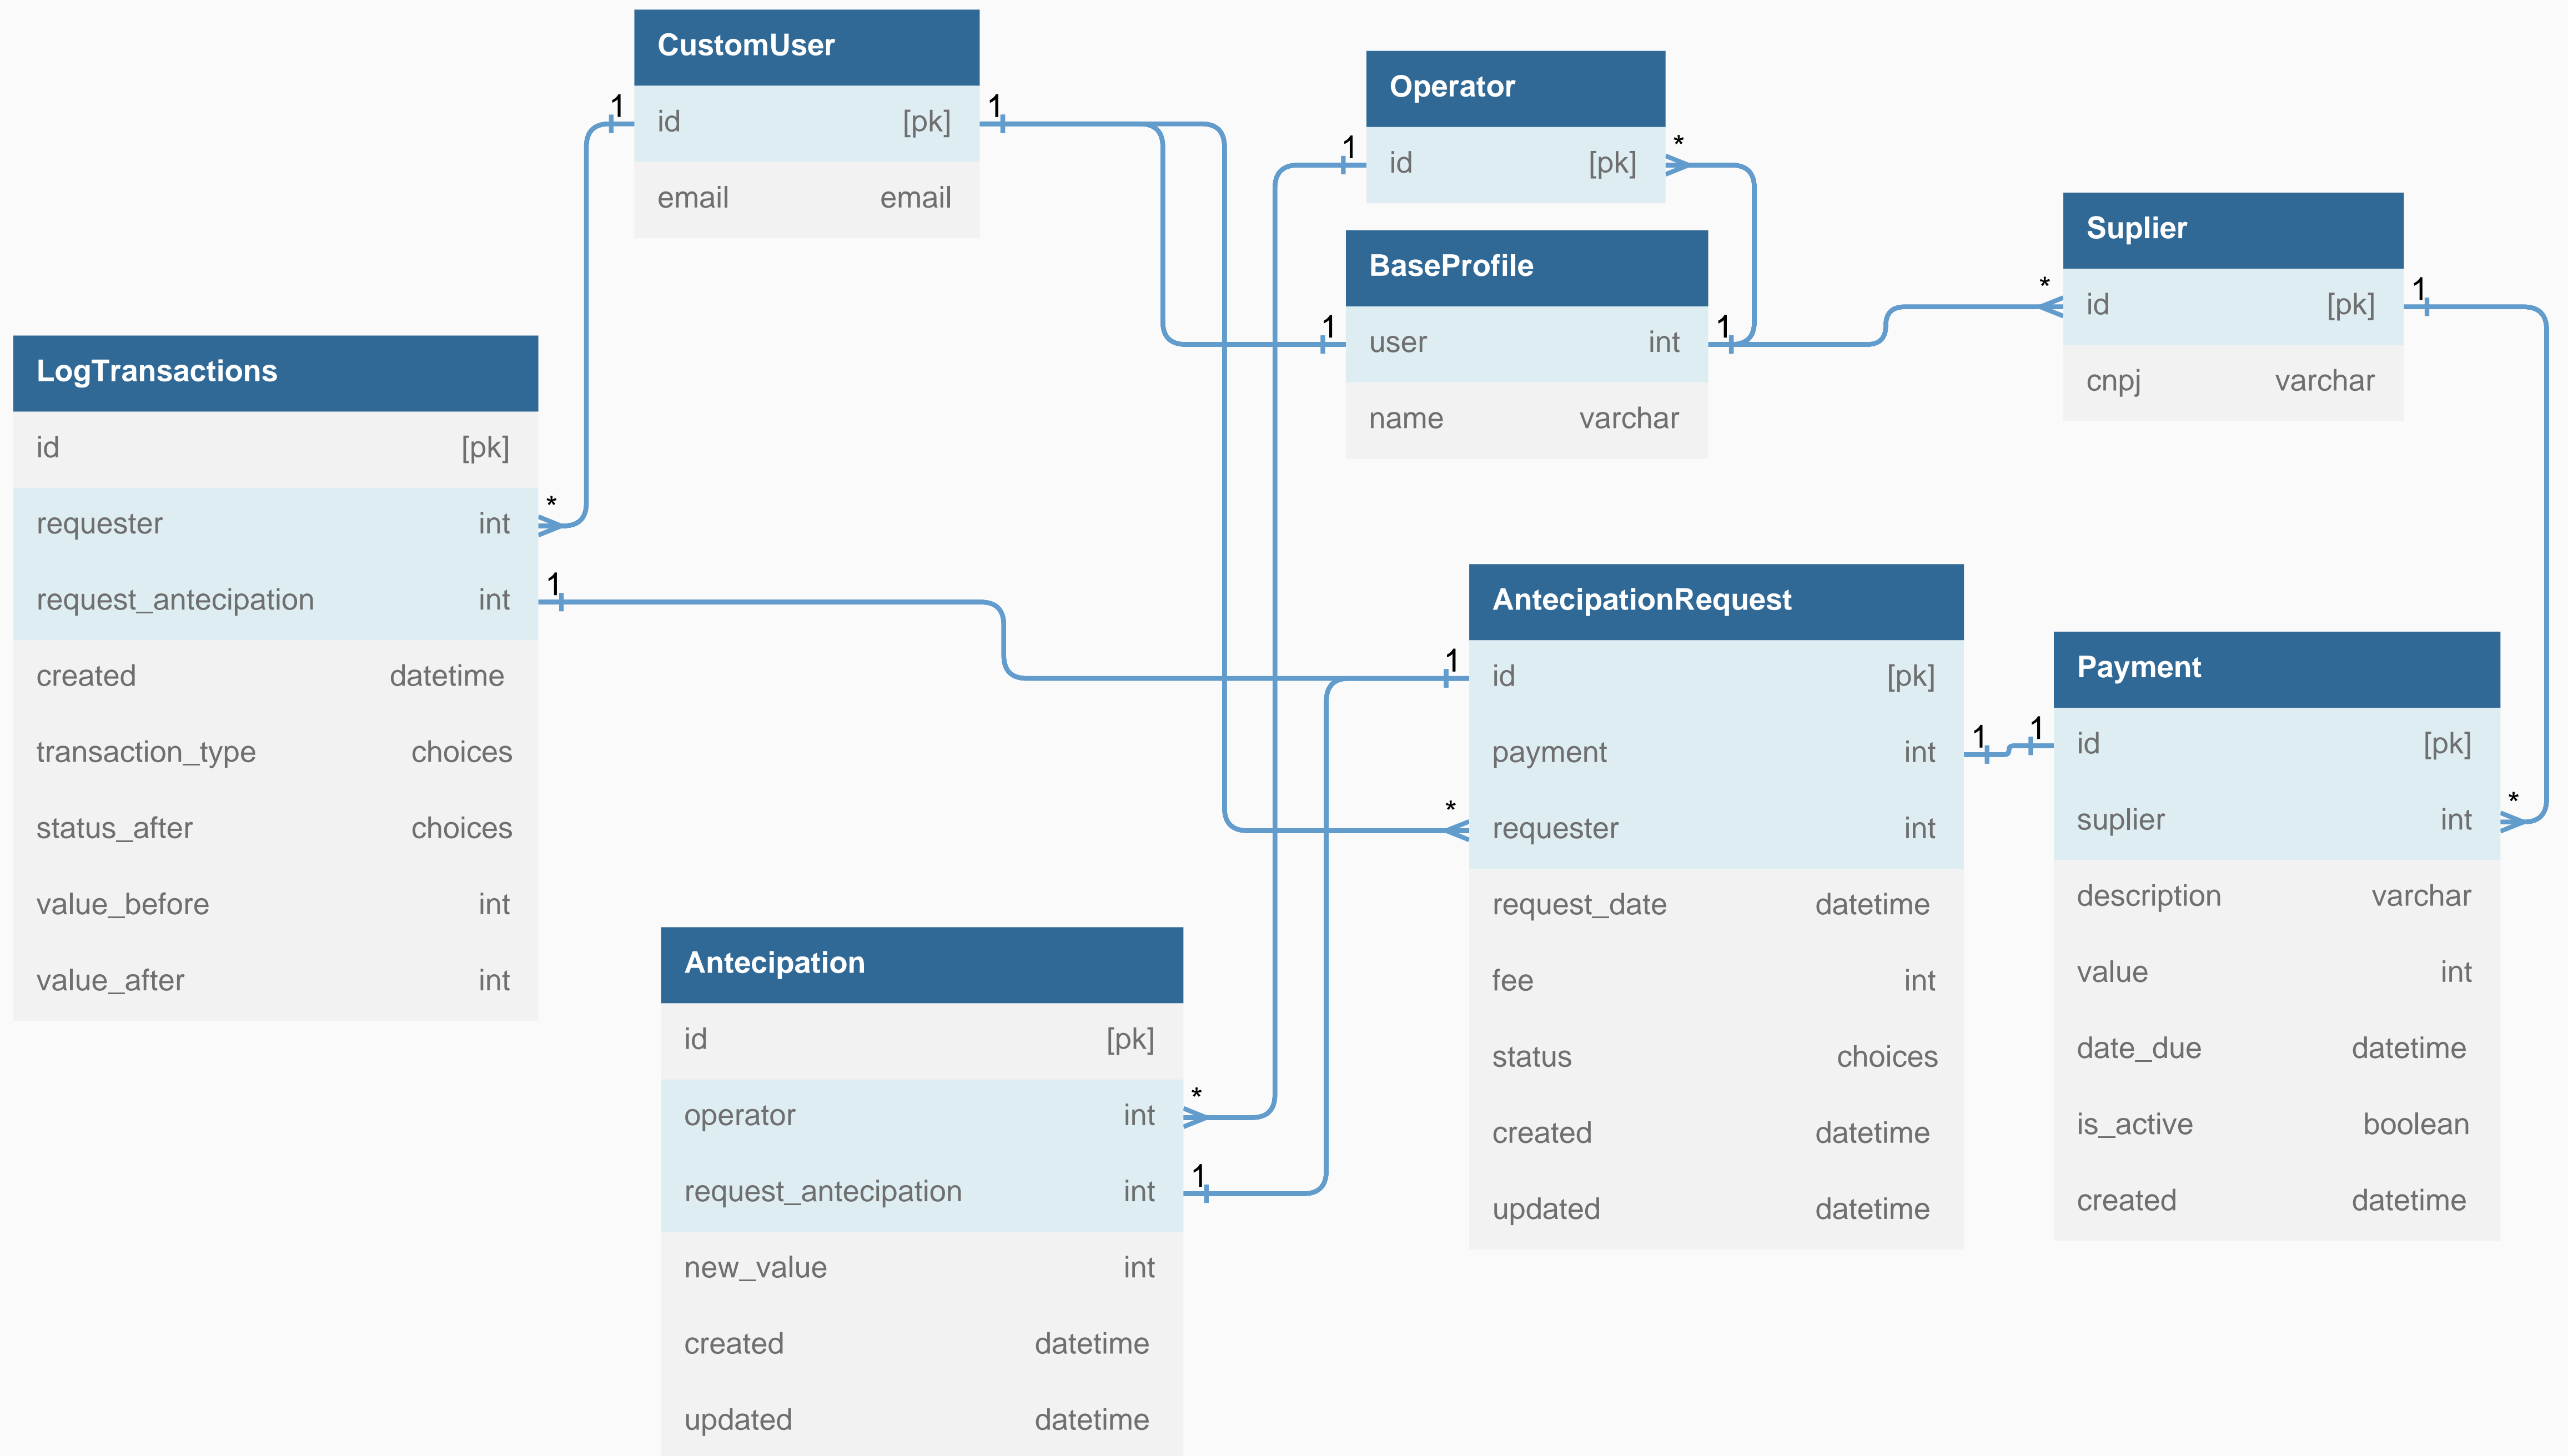 CustomUser
1 id [pk] 1
email email
Operator
1 id [pk] *
BaseProfile
1 user int 1
name varchar
Suplier
* id [pk] 1
cnpj varchar
LogTransactions
id [pk]
requester int *
request_antecipation int 1
created datetime
transaction_type choices
status_after choices
value_before int
value_after int
AntecipationRequest
1 id [pk]
payment int 1
* requester int
request_date datetime
fee int
status choices
created datetime
updated datetime
Payment
1 id [pk]
suplier int *
description varchar
value int
date_due datetime
is_active boolean
created datetime
Antecipation
id [pk]
operator int *
request_antecipation int 1
new_value int
created datetime
updated datetime